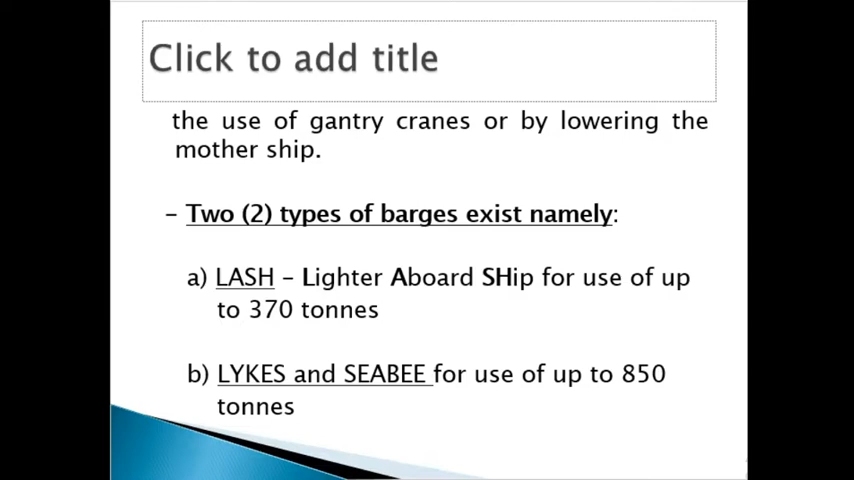 Click to add title
the use of gantry cranes or by lowering the
mother ship.
– Two (2) types of barges exist namely:
a) LASH – Lighter Aboard SHip for use of up
to 370 tonnes
b) LYKES and SEABEE for use of up to 850
tonnes